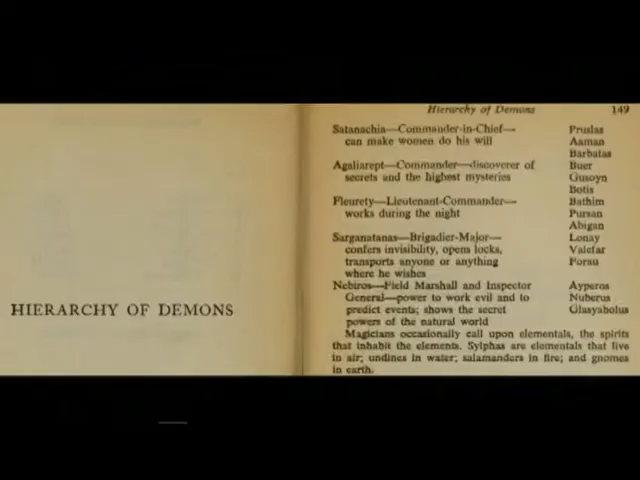 HIERARCHY OF DEMONS
Hierarchy of Demons 149
Satanachia—Commander-in-Chief— Pruslas
can make women do his will Aaman
Barbatas
Agaliarept—Commander—discoverer of Buer
secrets and the highest mysteries Gusoyn
Botis
Fleurety—Lieutenant-Commander— Bathim
works during the night Pursan
Abigan
Sarganatanas—Brigadier-Major— Lonay
confers invisibility, opens locks, Valefar
transports anyone or anything Forau
where he wishes
Nebiros—Field Marshall and Inspector Ayperos
General—power to work evil and to Nuberus
predict events; shows the secret Glasyabolus
powers of the natural world
Magicians occasionally call upon elementals, the spirits
that inhabit the elements. Sylphas are elementals that live
in air; undines in water; salamanders in fire; and gnomes
in earth.